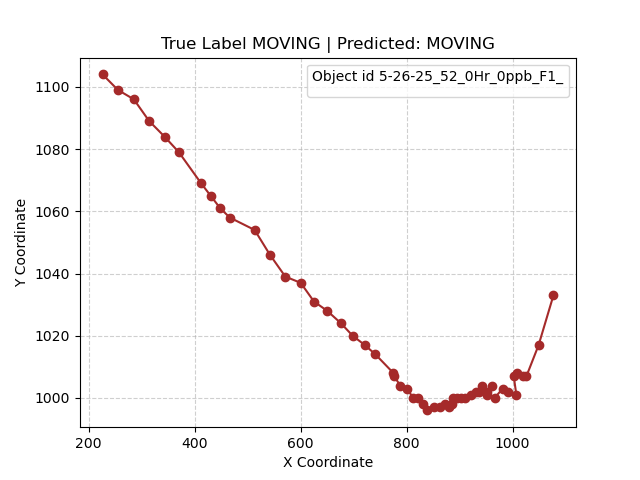 True Label MOVING | Predicted: MOVING
Object id 5-26-25_52_0Hr_0ppb_F1_
1100
1080
1060
1040
1020
1000
Y Coordinate
200 400 600 800 1000
X Coordinate